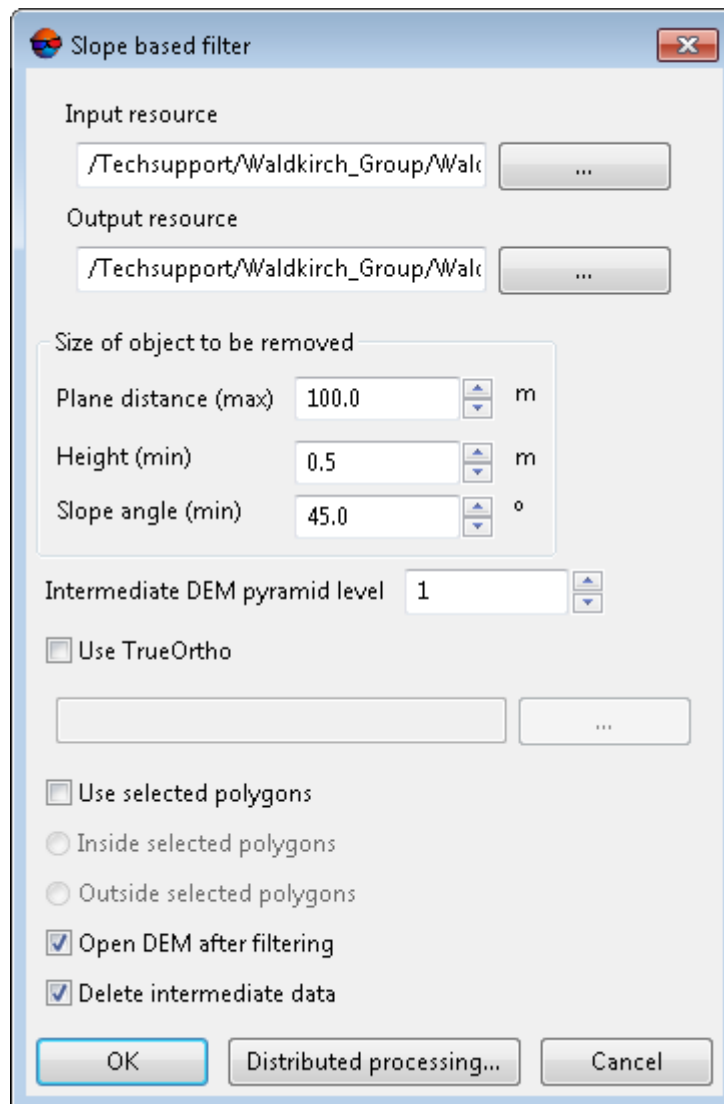 Slope based filter
Input resource
/Techsupport/Waldkirch_Group/Walc
...
Output resource
/Techsupport/Waldkirch_Group/Walc
...
Size of object to be removed
Plane distance (max) 100.0 m
Height (min) 0.5 m
Slope angle (min) 45.0 °
Intermediate DEM pyramid level 1
Use TrueOrtho
...
Use selected polygons
Inside selected polygons
Outside selected polygons
Open DEM after filtering
Delete intermediate data
OK Distributed processing... Cancel